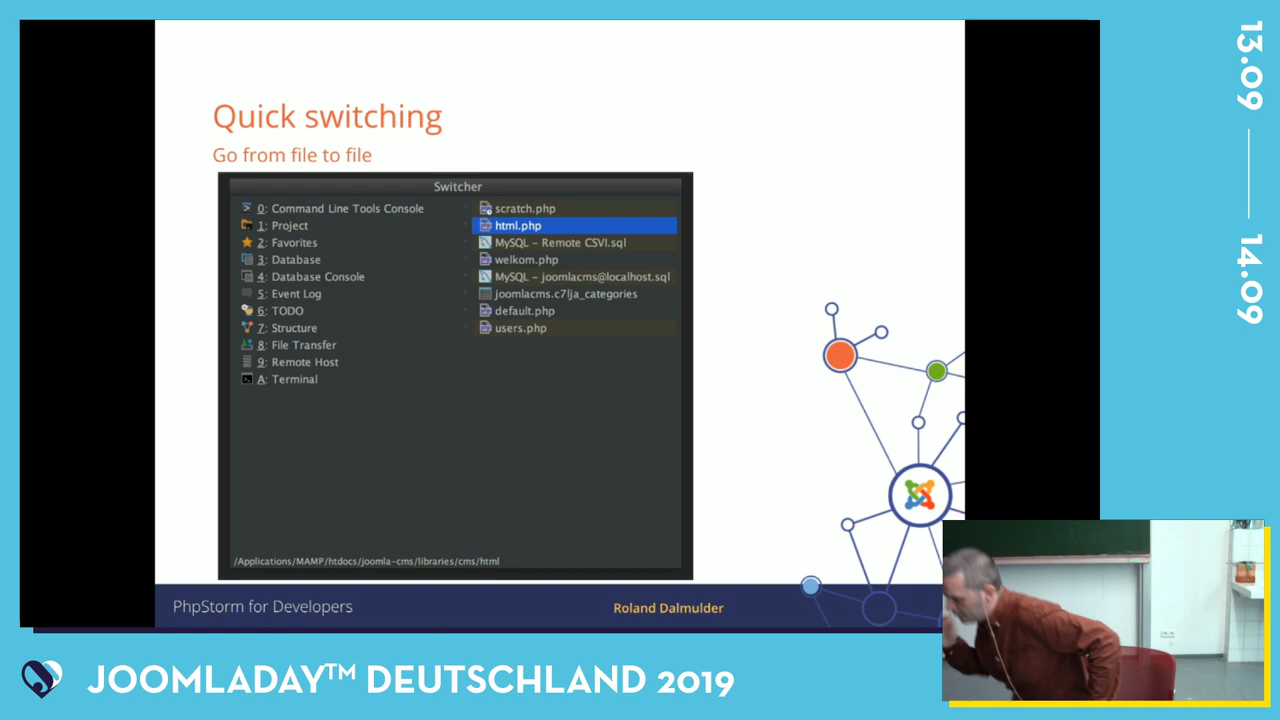 Quick switching
Go from file to file
Switcher
0: Command Line Tools Console
1: Project
2: Favorites
3: Database
4: Database Console
5: Event Log
6: TODO
7: Structure
8: File Transfer
9: Remote Host
A: Terminal
scratch.php
html.php
MySQL - Remote CSVI.sql
welkom.php
MySQL - joomlacms@localhost.sql
joomlacms.c7lja_categories
default.php
users.php
/Applications/MAMP/htdocs/joomla-cms/libraries/cms/html
PhpStorm for Developers
Roland Dalmulder
13.09
14.09
JOOMLADAY™ DEUTSCHLAND 2019